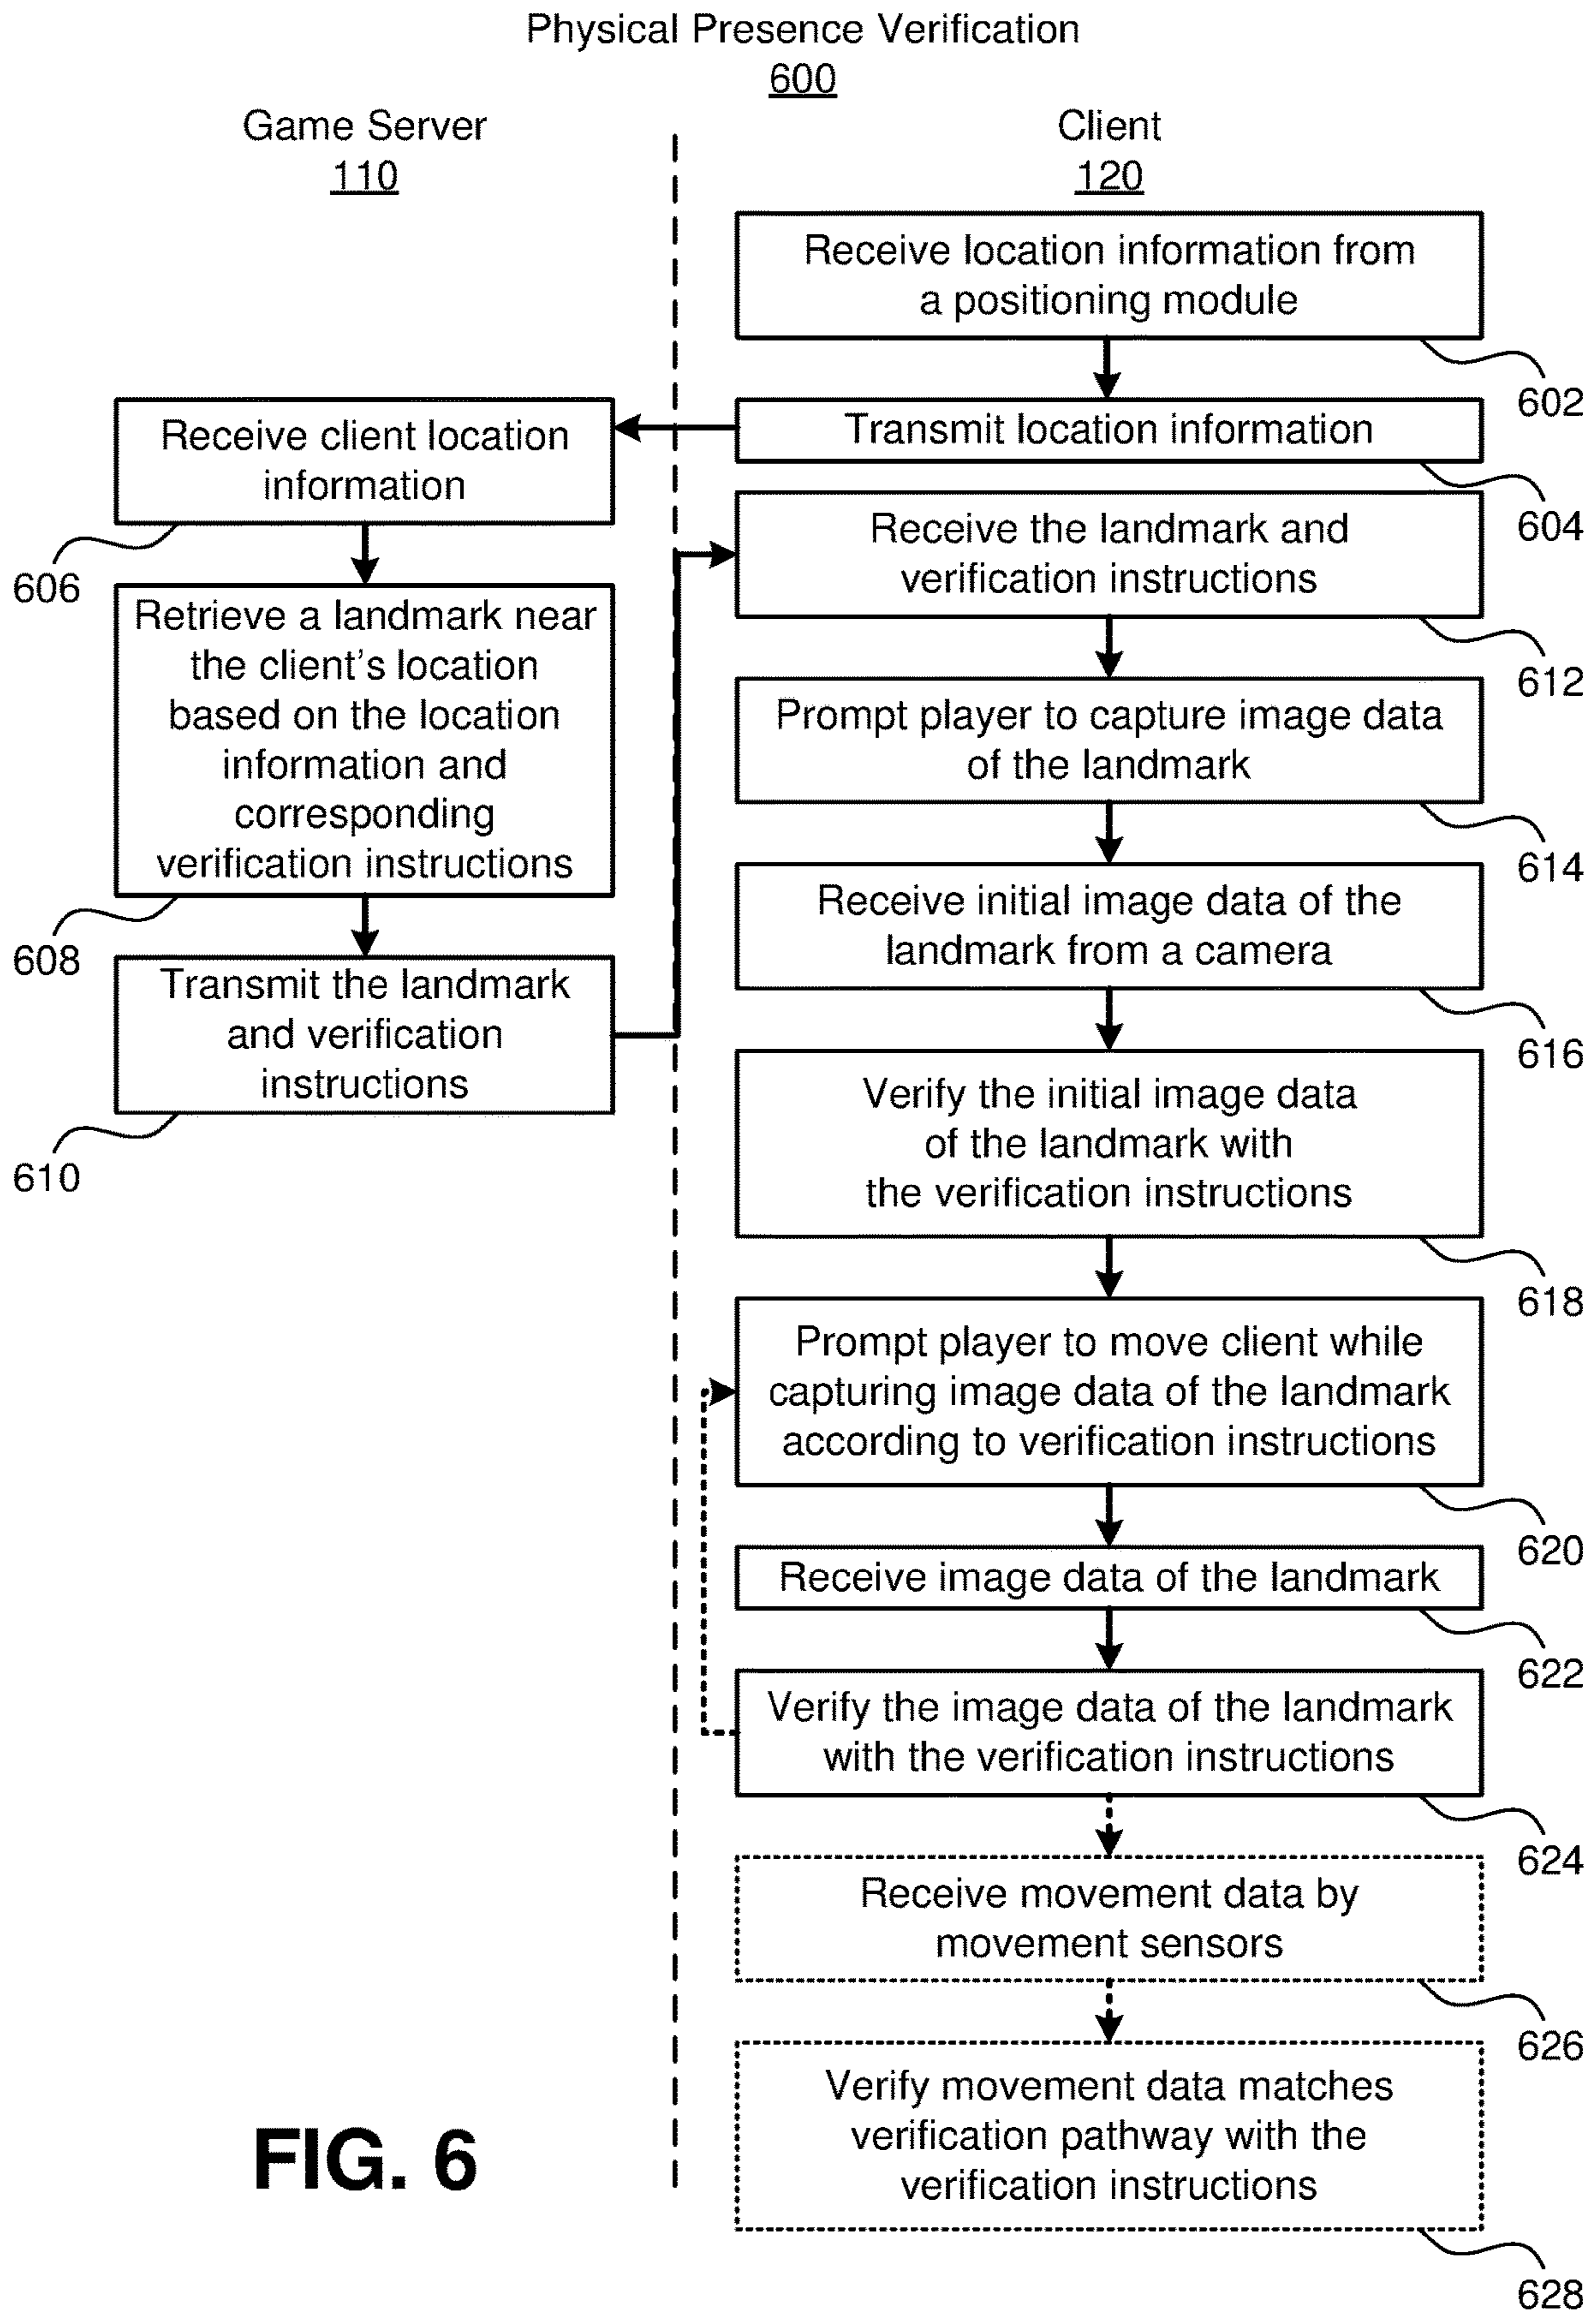 Physical Presence Verification
600
Game Server
110
Client
120
Receive location information from
a positioning module
602
Transmit location information
604
Receive client location
information
606
Retrieve a landmark near
the client's location
based on the location
information and
corresponding
verification instructions
608
Transmit the landmark
and verification
instructions
610
Receive the landmark and
verification instructions
612
Prompt player to capture image data
of the landmark
614
Receive initial image data of the
landmark from a camera
616
Verify the initial image data
of the landmark with
the verification instructions
618
Prompt player to move client while
capturing image data of the landmark
according to verification instructions
620
Receive image data of the landmark
622
Verify the image data of the landmark
with the verification instructions
624
Receive movement data by
movement sensors
626
Verify movement data matches
verification pathway with the
verification instructions
628
FIG. 6